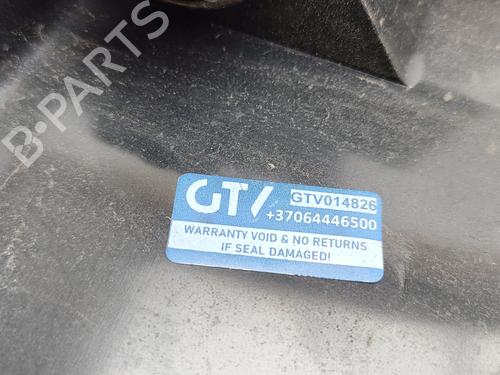 B-PARTS
GTV GTV014826
+37064446500
WARRANTY VOID & NO RETURNS
IF SEAL DAMAGED!